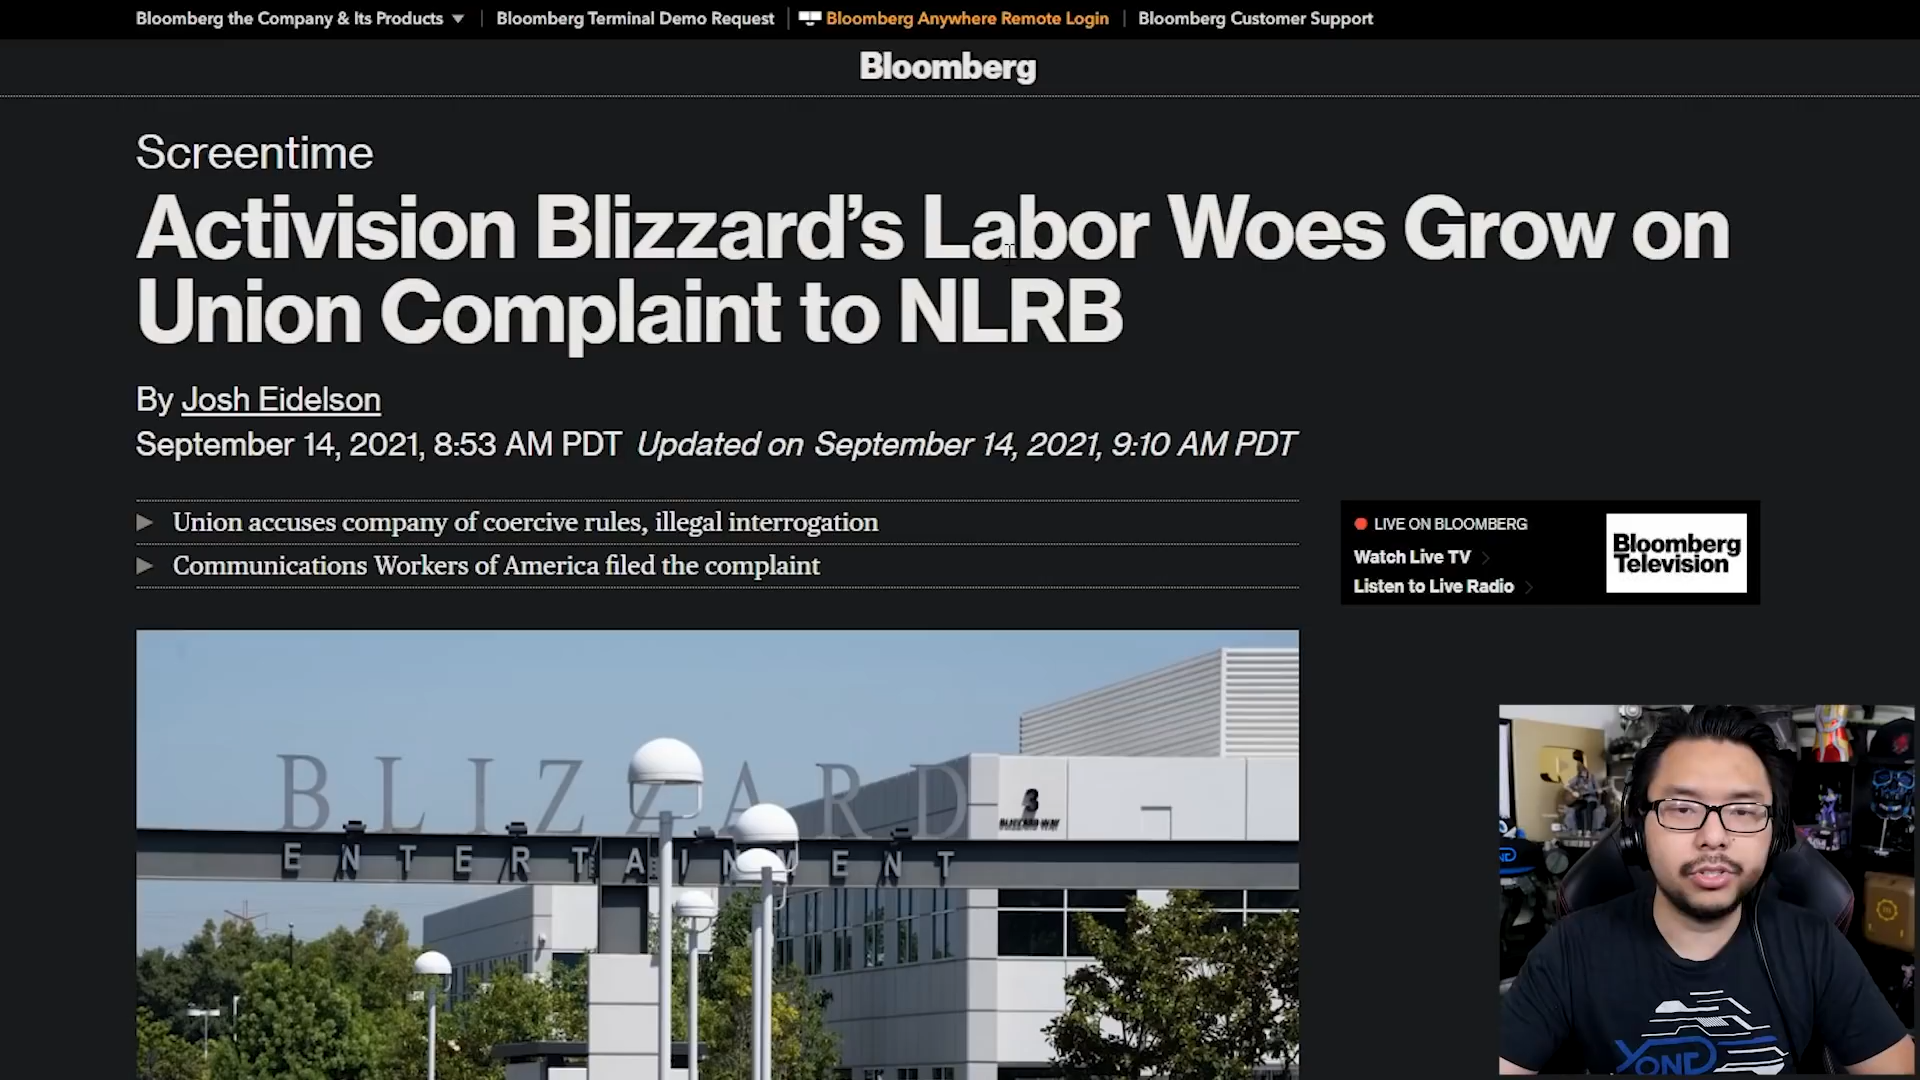 Bloomberg the Company & Its Products
Bloomberg Terminal Demo Request
Bloomberg Anywhere Remote Login
Bloomberg Customer Support
Bloomberg
Screentime
Activision Blizzard’s Labor Woes Grow on
Union Complaint to NLRB
By Josh Eidelson
September 14, 2021, 8:53 AM PDT Updated on September 14, 2021, 9:10 AM PDT
Union accuses company of coercive rules, illegal interrogation
Communications Workers of America filed the complaint
LIVE ON BLOOMBERG
Watch Live TV
Listen to Live Radio
Bloomberg
Television
BLIZZARD
ENTERTAINMENT
3
BLIZZARD WAY
YONG